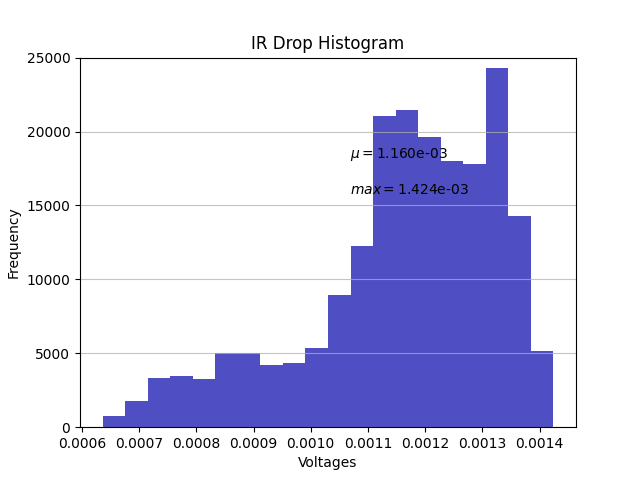 IR Drop Histogram
25000
20000
15000
10000
5000
0
Frequency
μ = 1.160e-03
max = 1.424e-03
0.0006 0.0007 0.0008 0.0009 0.0010 0.0011 0.0012 0.0013 0.0014
Voltages